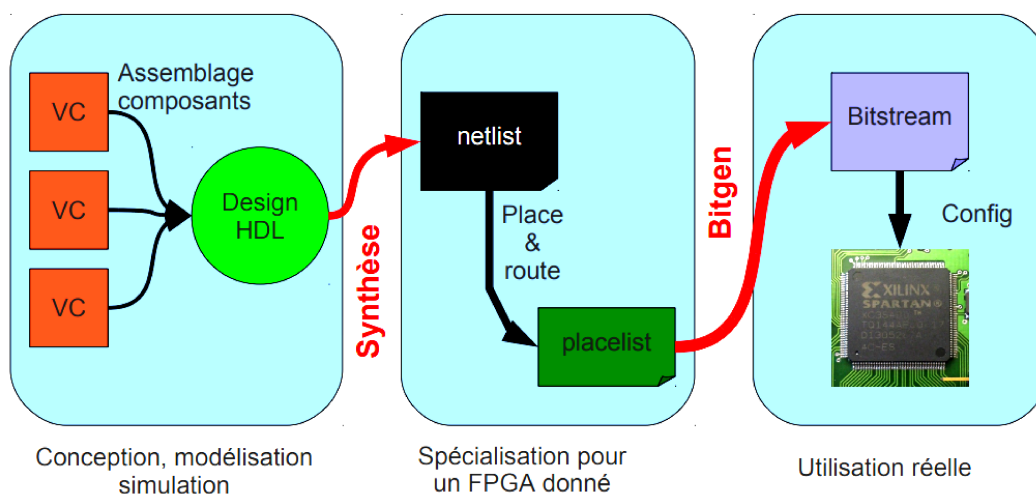 Assemblage
composants
VC
VC
VC
Design
HDL
Synthèse
netlist
Place
&
route
placelist
Bitgen
Bitstream
Config
XILINX
SPARTAN
Conception, modélisation
simulation
Spécialisation pour
un FPGA donné
Utilisation réelle